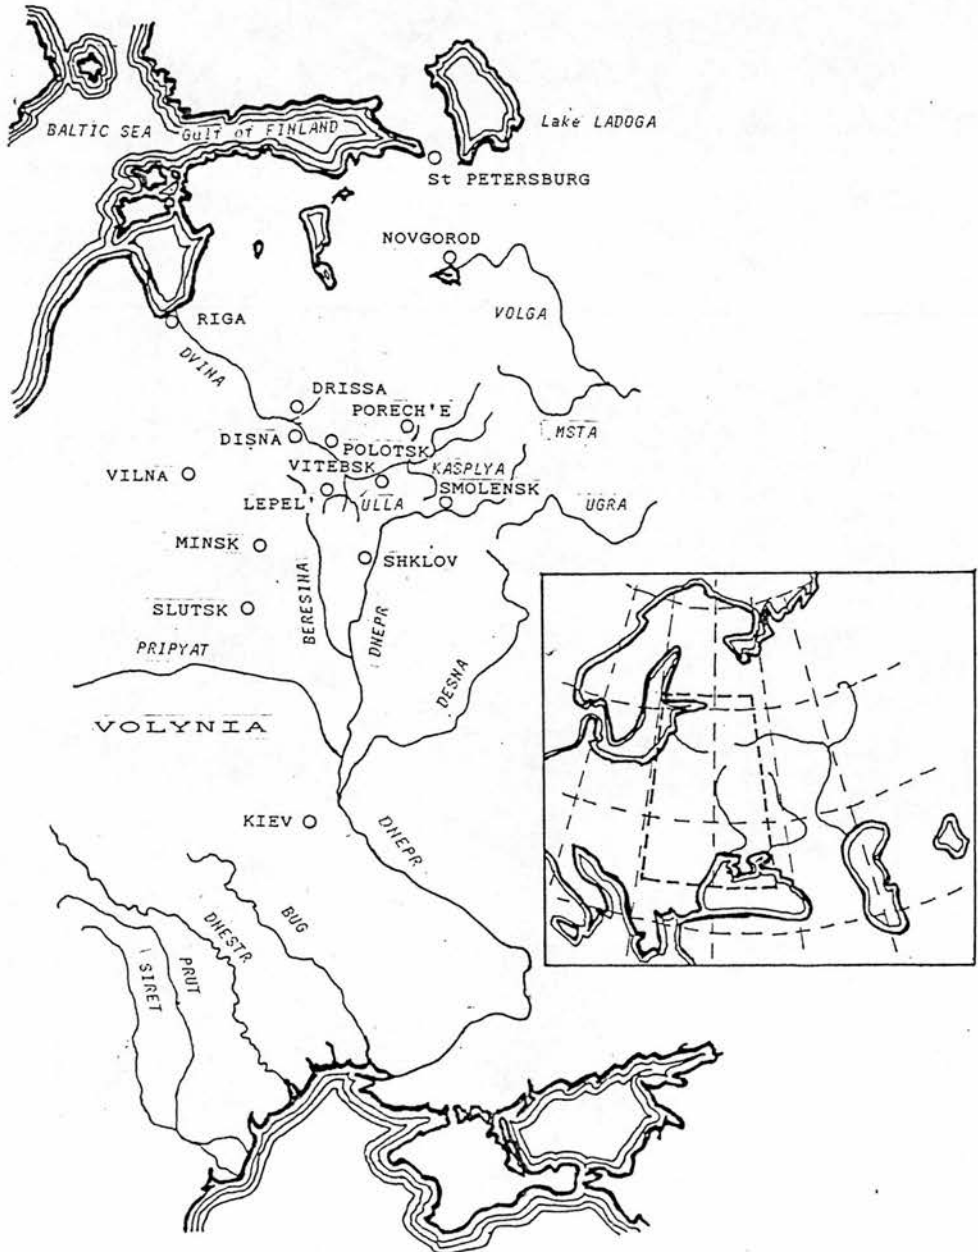 BALTIC SEA
Gulf of FINLAND
Lake LADOGA
St PETERSBURG
NOVGOROD
VOLGA
RIGA
DVINA
DRISSA
PORECH'E
MSTA
DISNA
POLOTSK
VITEBSK
KASPLYA
VILNA
LEPEL'
ULLA
SMOLENSK
UGRA
MINSK
SHKLOV
BERESINA
DNEPR
SLUTSK
PRIPYAT
DESNA
VOLYNIA
KIEV
DNEPR
BUG
DNESTR
PRUT
SIRET